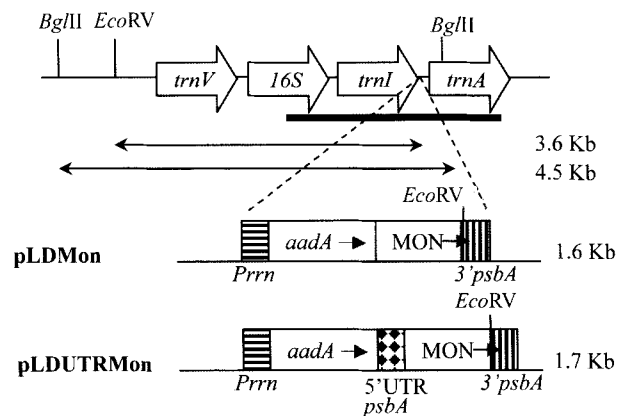 BglII EcoRV BglII
trnV 16S trnI trnA
3.6 Kb
4.5 Kb
EcoRV
pLDMon aadA MON 1.6 Kb
Prrn 3'psbA
EcoRV
pLDUTRMon aadA MON 1.7 Kb
Prrn 5'UTR 3'psbA
psbA